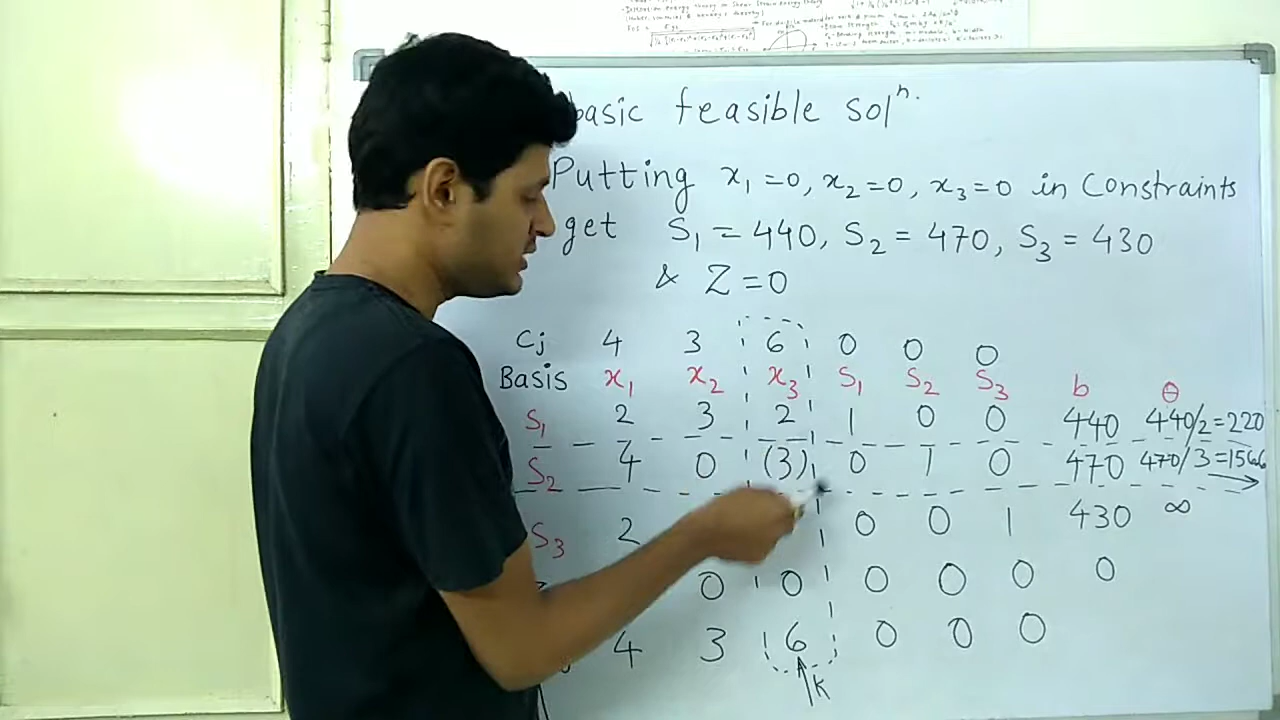 basic feasible solⁿ.
Putting x₁=0, x₂=0, x₃=0 in Constraints
get S₁ = 440, S₂ = 470, S₃ = 430
& Z = 0
Cj 4 3 6 0 0 0
Basis x₁ x₂ x₃ S₁ S₂ S₃ b θ
S₁ 2 3 2 1 0 0 440 440/2 = 220
S₂ 4 0 (3) 0 1 0 470 470/3 = 156.6
S₃ 2 0 0 1 430 ∞
0 0 0 0 0 0
4 3 6 0 0 0
K